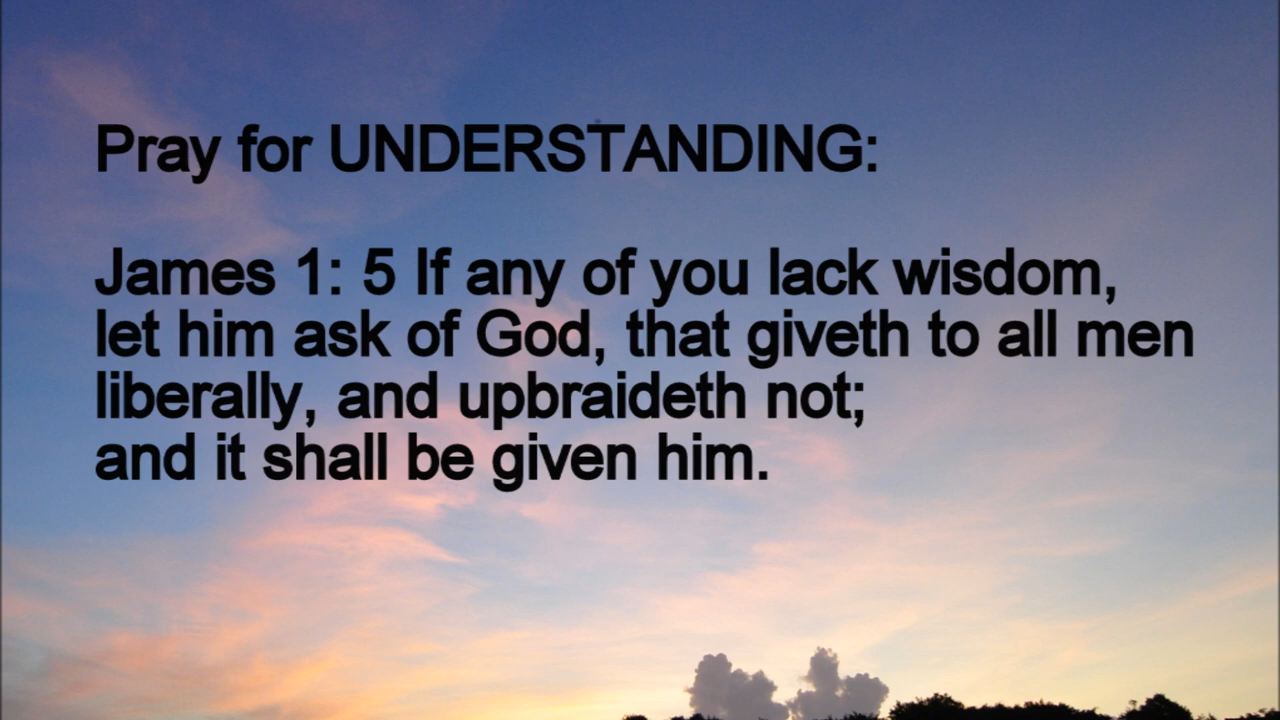 Pray for UNDERSTANDING:
James 1: 5 If any of you lack wisdom,
let him ask of God, that giveth to all men
liberally, and upbraideth not;
and it shall be given him.